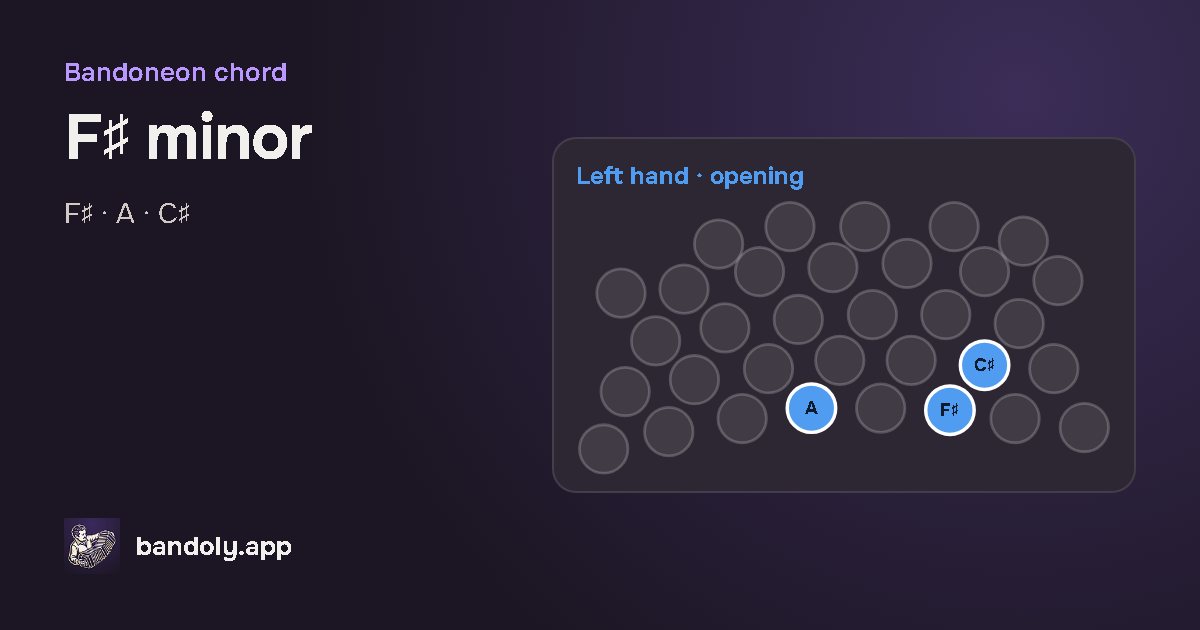 Bandoneon chord
F♯ minor
F♯ · A · C♯
Left hand · opening
C♯
A
F♯
bandoly.app